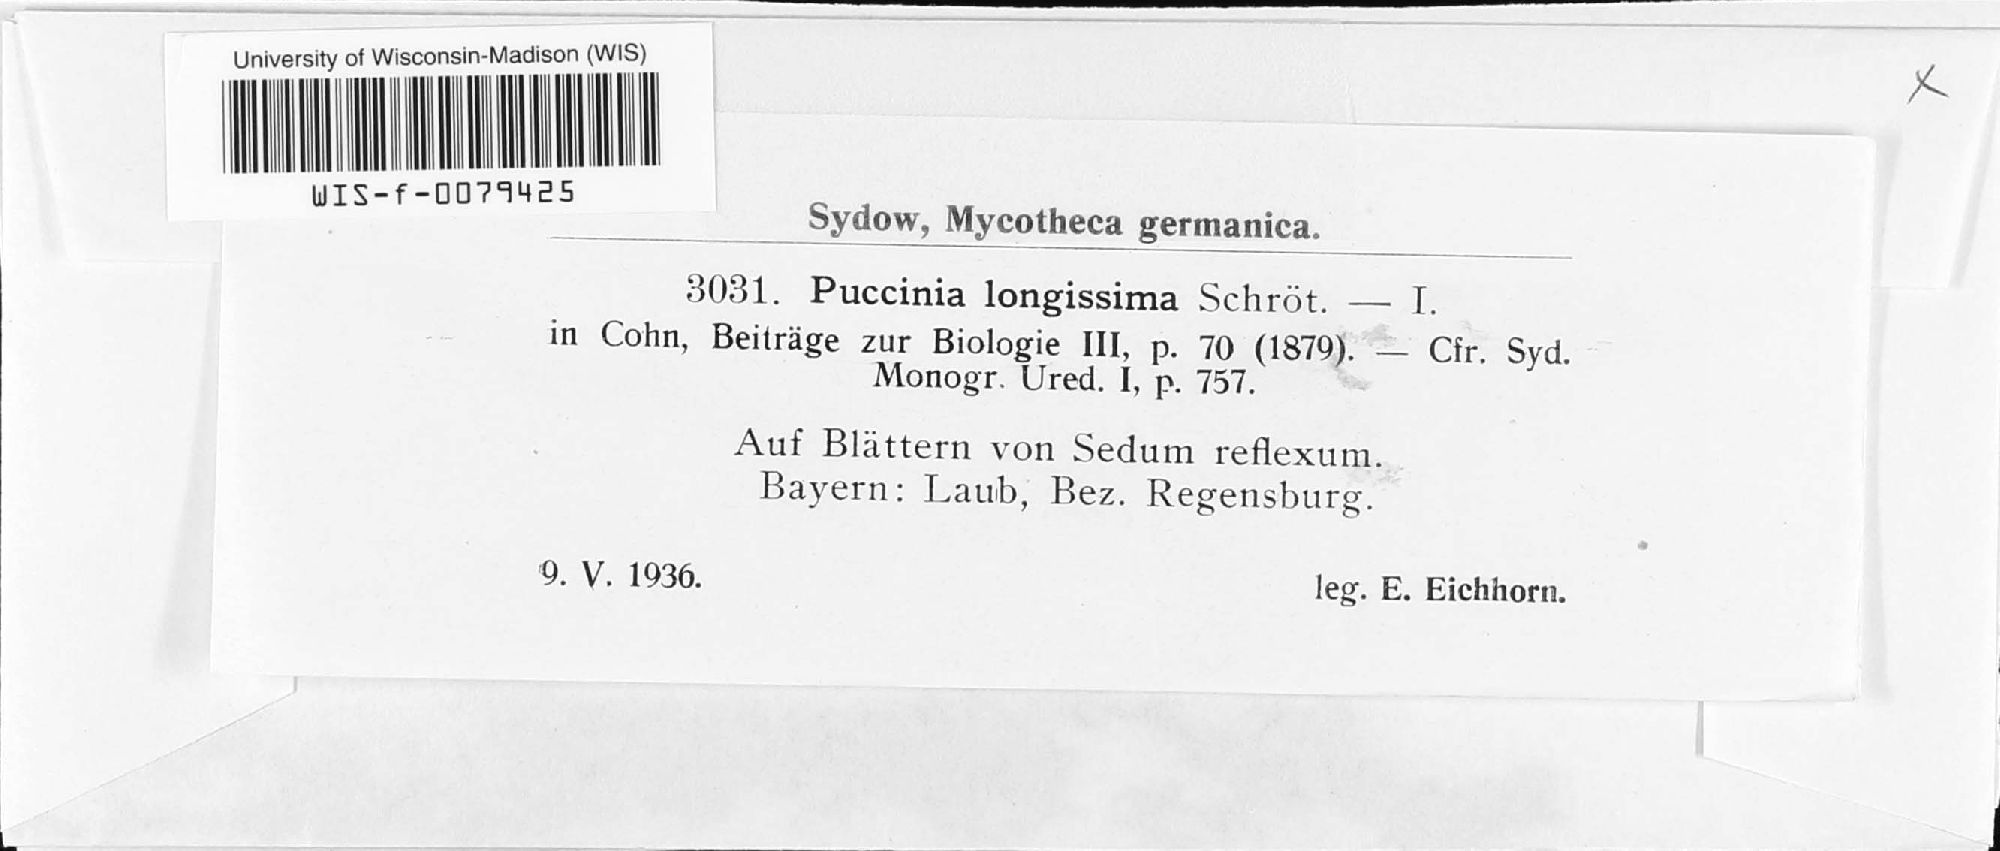 University of Wisconsin-Madison (WIS)
WIS-f-0079425
Sydow, Mycotheca germanica.
3031. Puccinia longissima Schröt. — I.
in Cohn, Beiträge zur Biologie III, p. 70 (1879). — Cfr. Syd.
Monogr. Ured. I, p. 757.
Auf Blättern von Sedum reflexum.
Bayern: Laub, Bez. Regensburg.
9. V. 1936.
leg. E. Eichhorn.